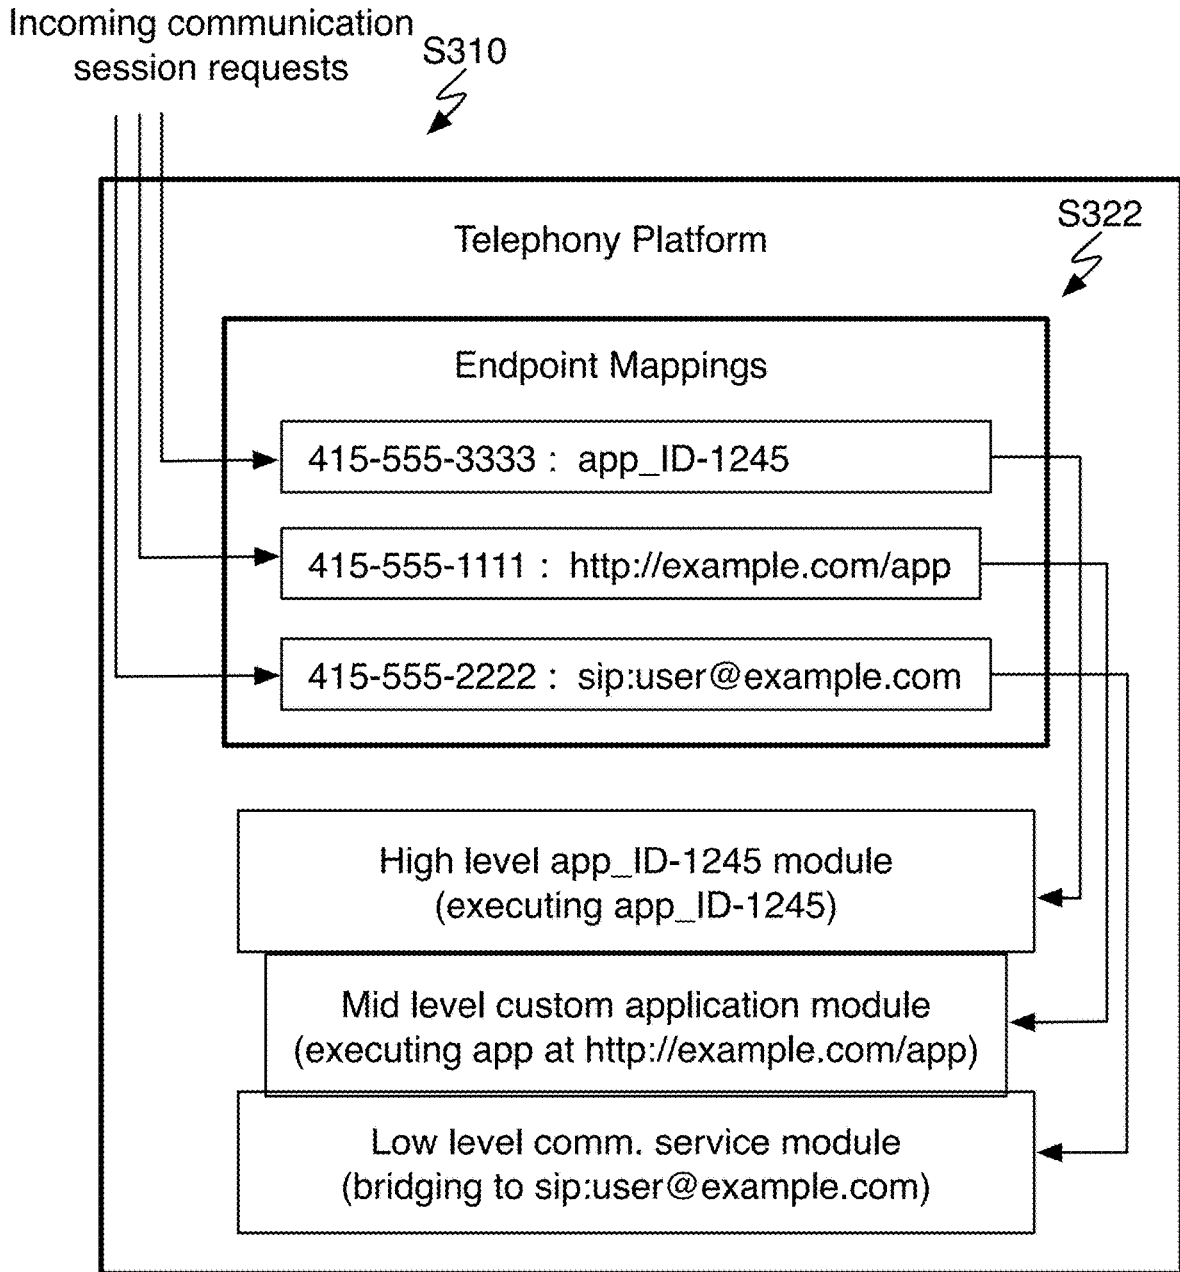 Incoming communication
session requests
S310
Telephony Platform
S322
Endpoint Mappings
415-555-3333 : app_ID-1245
415-555-1111 : http://example.com/app
415-555-2222 : sip:user@example.com
High level app_ID-1245 module
(executing app_ID-1245)
Mid level custom application module
(executing app at http://example.com/app)
Low level comm. service module
(bridging to sip:user@example.com)